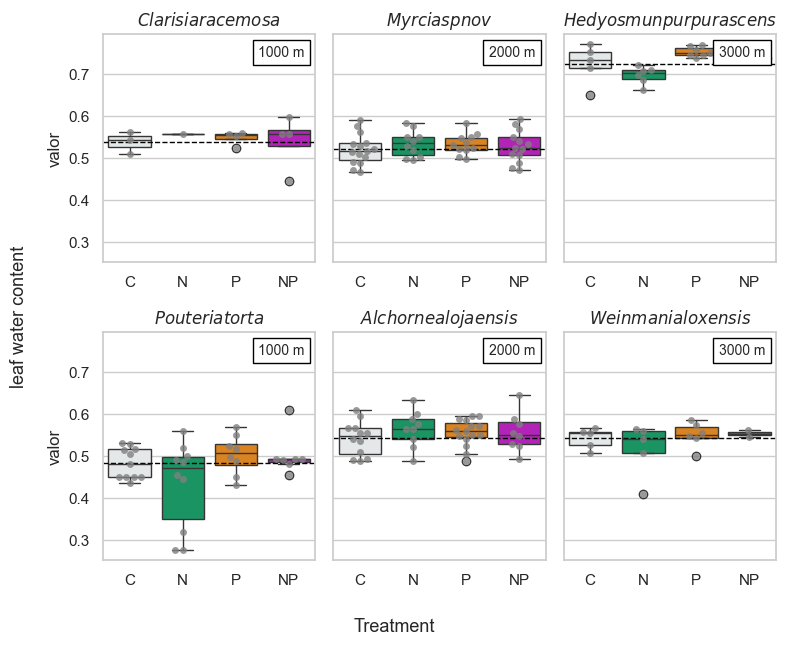 Clarisiaracemosa
Myrciaspnov
Hedyosmunpurpurascens
1000 m
2000 m
3000 m
0.7
0.6
0.5
0.4
0.3
valor
C N P NP
C N P NP
C N P NP
leaf water content
Pouteriatorta
Alchornealojaensis
Weinmanialoxensis
1000 m
2000 m
3000 m
0.7
0.6
0.5
0.4
0.3
valor
C N P NP
C N P NP
C N P NP
Treatment